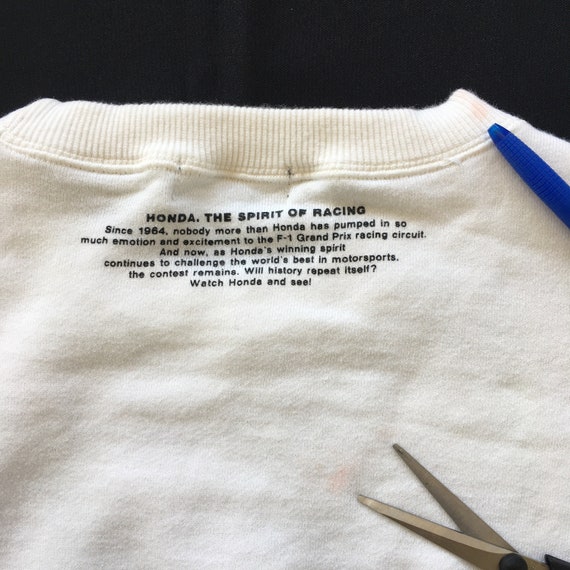 HONDA. THE SPIRIT OF RACING
Since 1964, nobody more than Honda has pumped in so
much emotion and excitement to the F-1 Grand Prix racing circuit.
And now, as Honda's winning spirit
continues to challenge the world's best in motorsports.
the contest remains. Will history repeat itself?
Watch Honda and see!